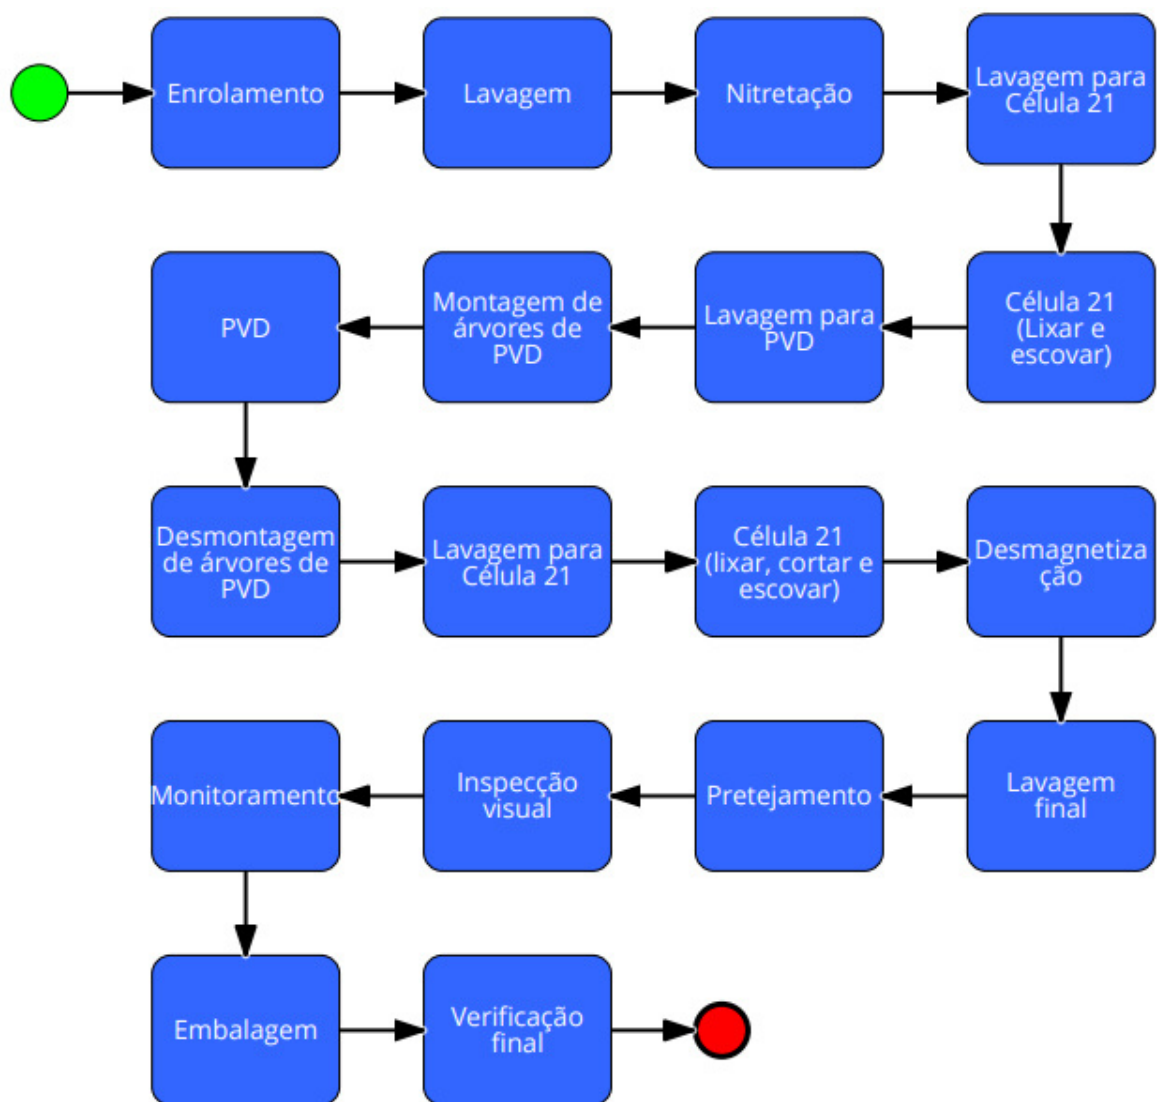 Enrolamento
Lavagem
Nitretação
Lavagem para
Célula 21
Célula 21
(Lixar e
escovar)
Lavagem para
PVD
Montagem de
árvores de
PVD
PVD
Desmontagem
de árvores de
PVD
Lavagem para
Célula 21
Célula 21
(lixar, cortar e
escovar)
Desmagnetiza
ção
Lavagem
final
Pretejamento
Inspecção
visual
Monitoramento
Embalagem
Verificação
final